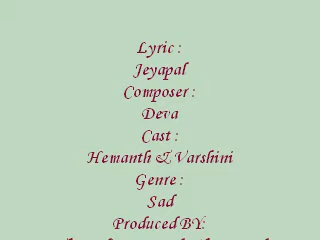 Lyric :
Jeyapal
Composer :
Deva
Cast :
Hemanth & Varshini
Genre :
Sad
Produced BY: